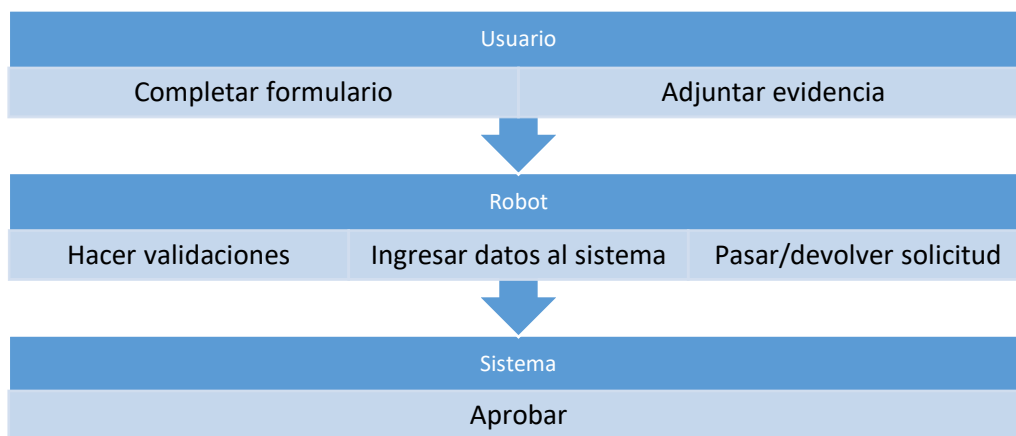 Usuario
Completar formulario
Adjuntar evidencia
Robot
Hacer validaciones
Ingresar datos al sistema
Pasar/devolver solicitud
Sistema
Aprobar